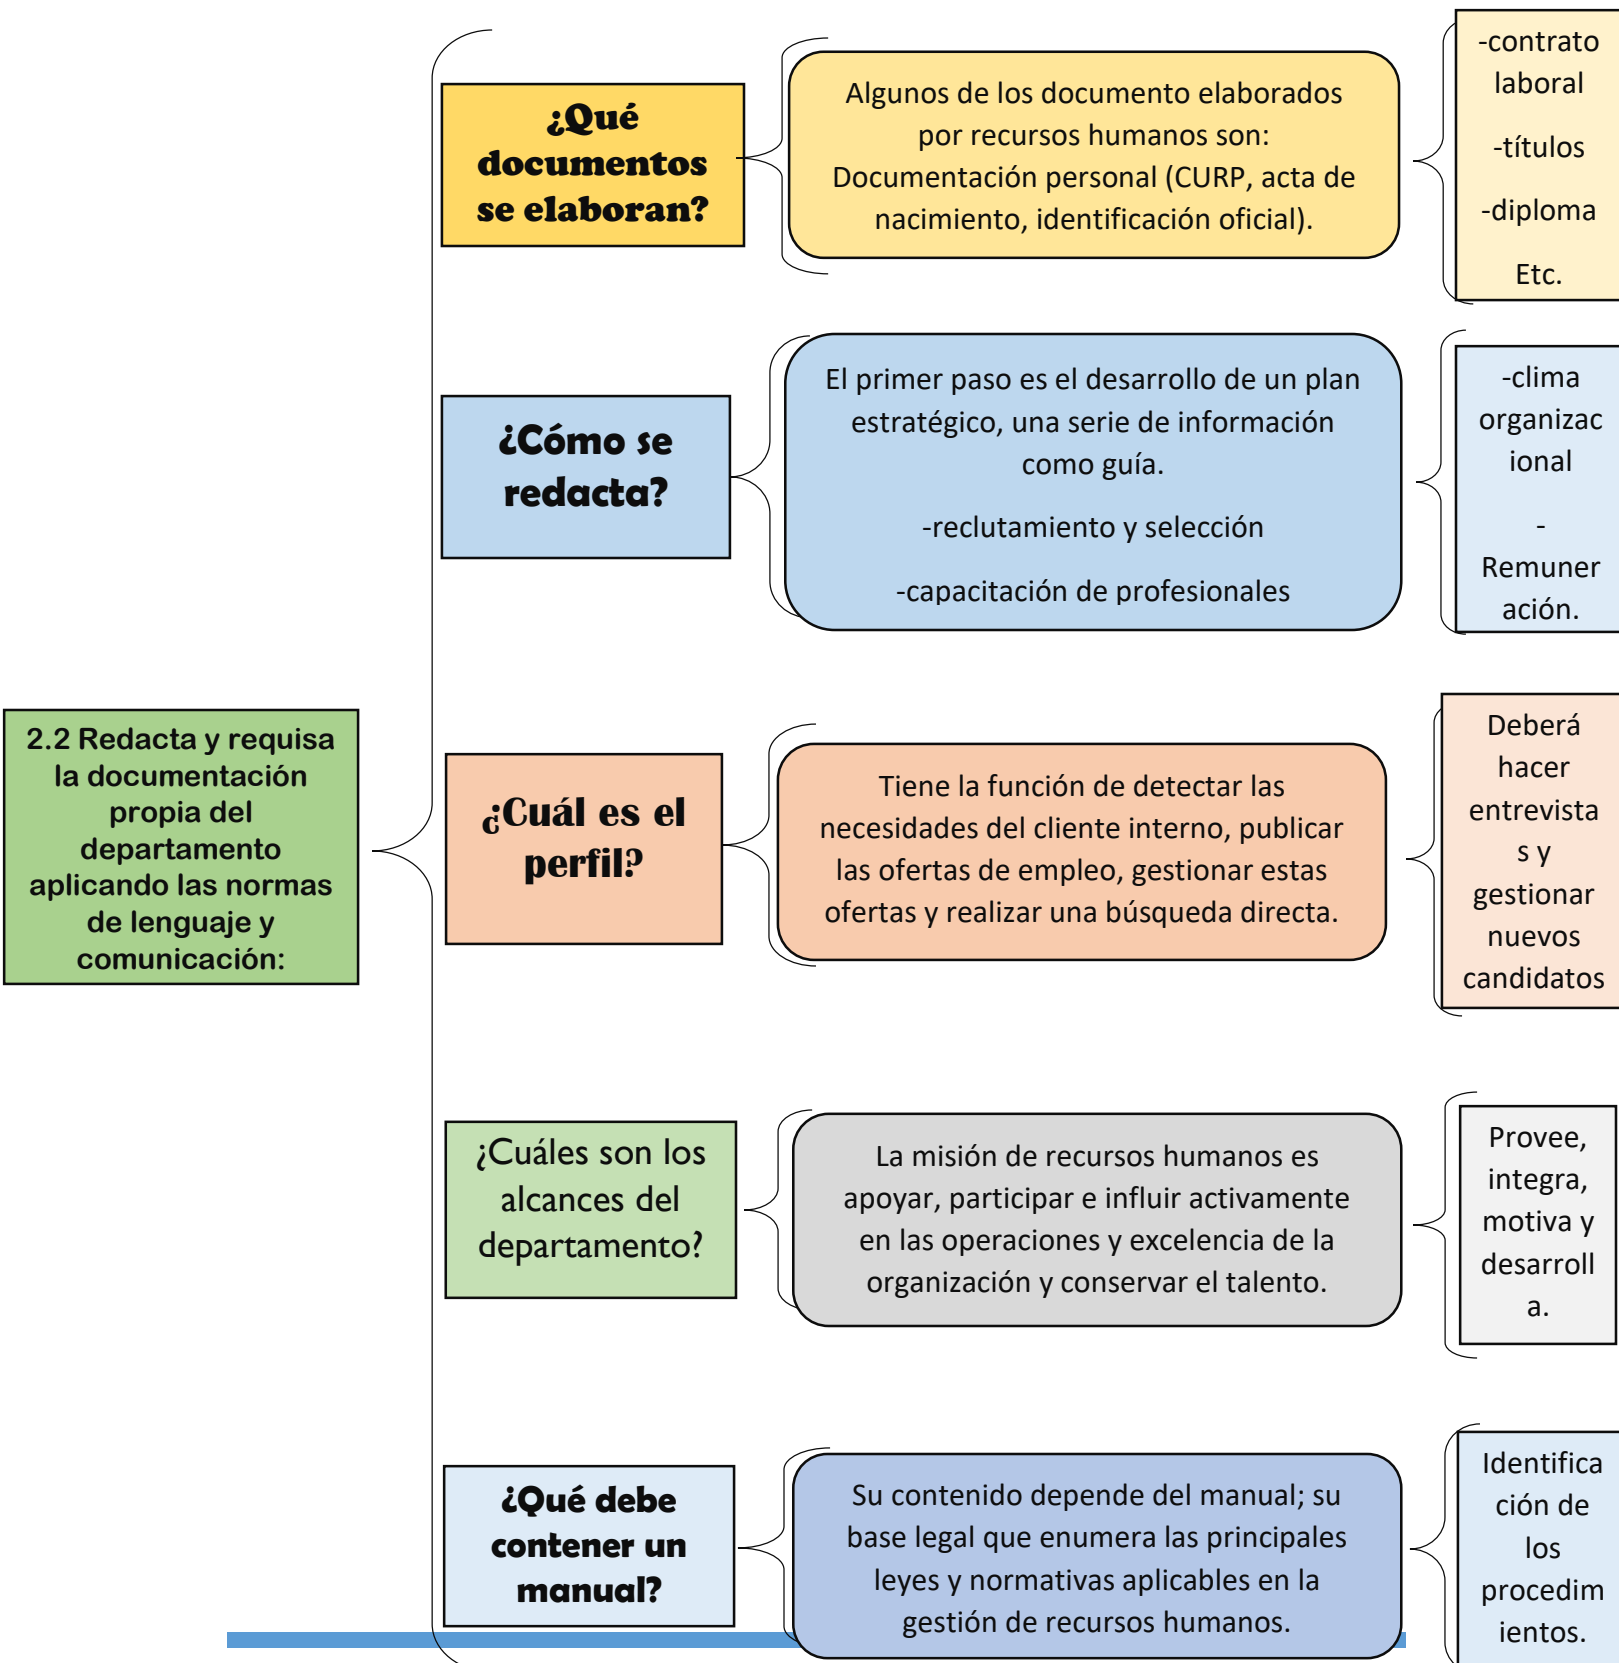 2.2 Redacta y requisa
la documentación
propia del
departamento
aplicando las normas
de lenguaje y
comunicación:
¿Qué
documentos
se elaboran?
Algunos de los documento elaborados
por recursos humanos son:
Documentación personal (CURP, acta de
nacimiento, identificación oficial).
-contrato
laboral
-títulos
-diploma
Etc.
¿Cómo se
redacta?
El primer paso es el desarrollo de un plan
estratégico, una serie de información
como guía.
-reclutamiento y selección
-capacitación de profesionales
-clima
organizac
ional
-
Remuner
ación.
¿Cuál es el
perfil?
Tiene la función de detectar las
necesidades del cliente interno, publicar
las ofertas de empleo, gestionar estas
ofertas y realizar una búsqueda directa.
Deberá
hacer
entrevista
s y
gestionar
nuevos
candidatos
¿Cuáles son los
alcances del
departamento?
La misión de recursos humanos es
apoyar, participar e influir activamente
en las operaciones y excelencia de la
organización y conservar el talento.
Provee,
integra,
motiva y
desarroll
a.
¿Qué debe
contener un
manual?
Su contenido depende del manual; su
base legal que enumera las principales
leyes y normativas aplicables en la
gestión de recursos humanos.
Identifica
ción de
los
procedim
ientos.